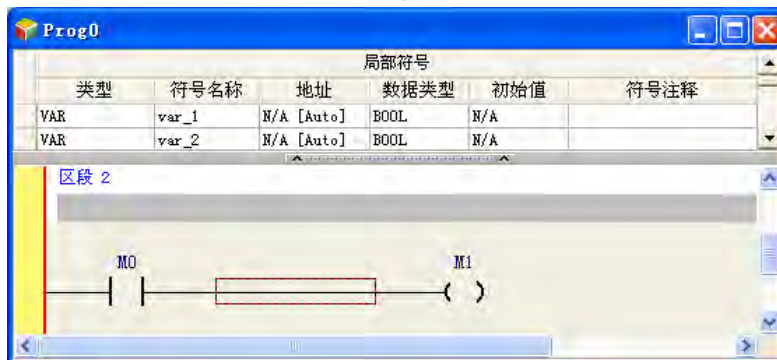 Prog0
局部符号
类型 符号名称 地址 数据类型 初始值 符号注释
VAR var_1 N/A [Auto] BOOL N/A
VAR var_2 N/A [Auto] BOOL N/A
区段 2
M0 M1